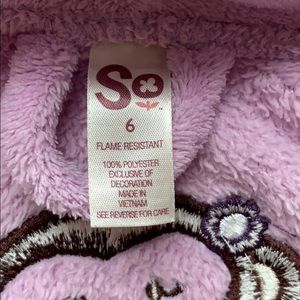 So
6
FLAME RESISTANT
100% POLYESTER
EXCLUSIVE OF
DECORATION
MADE IN
VIETNAM
SEE REVERSE FOR CARE